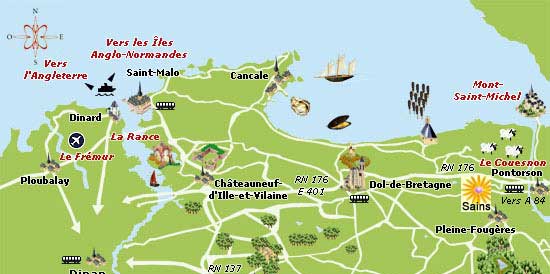 N
O
E
S
Vers les Îles
Anglo-Normandes
Vers
l'Angleterre
Saint-Malo
Cancale
Mont-
Saint-Michel
Dinard
La Rance
Le Frémur
Ploubalay
Châteauneuf-
d'Ille-et-Vilaine
RN 176
E 401
Dol-de-Bretagne
RN 176
Le Couesnon
Pontorson
Vers A 84
Sains
Pleine-Fougères
RN 137
Dinan